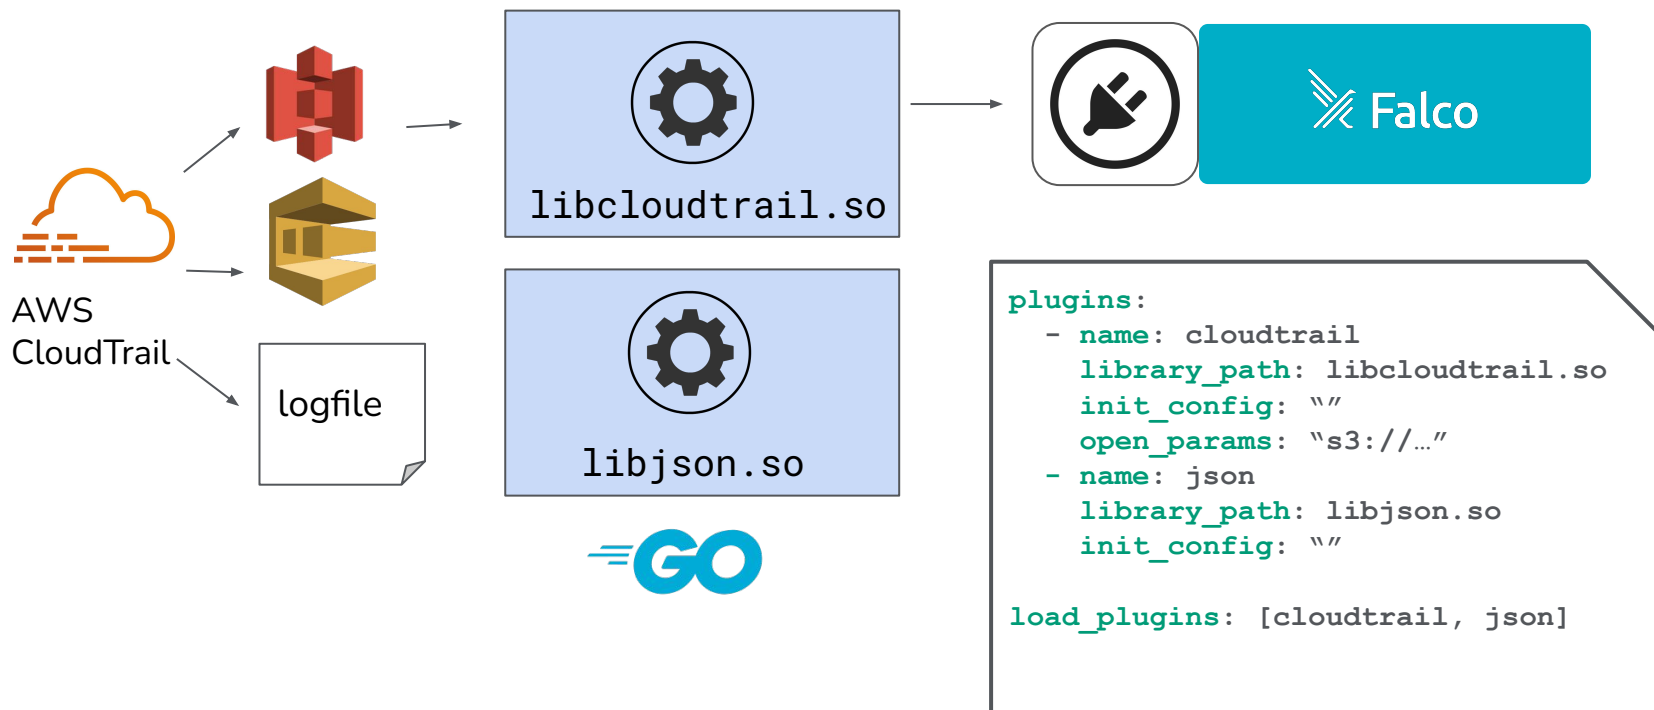 AWS
CloudTrail
logfile
libcloudtrail.so
libjson.so
GO
Falco
plugins:
  - name: cloudtrail
    library_path: libcloudtrail.so
    init_config: “”
    open_params: “s3://…”
  - name: json
    library_path: libjson.so
    init_config: “”
load_plugins: [cloudtrail, json]